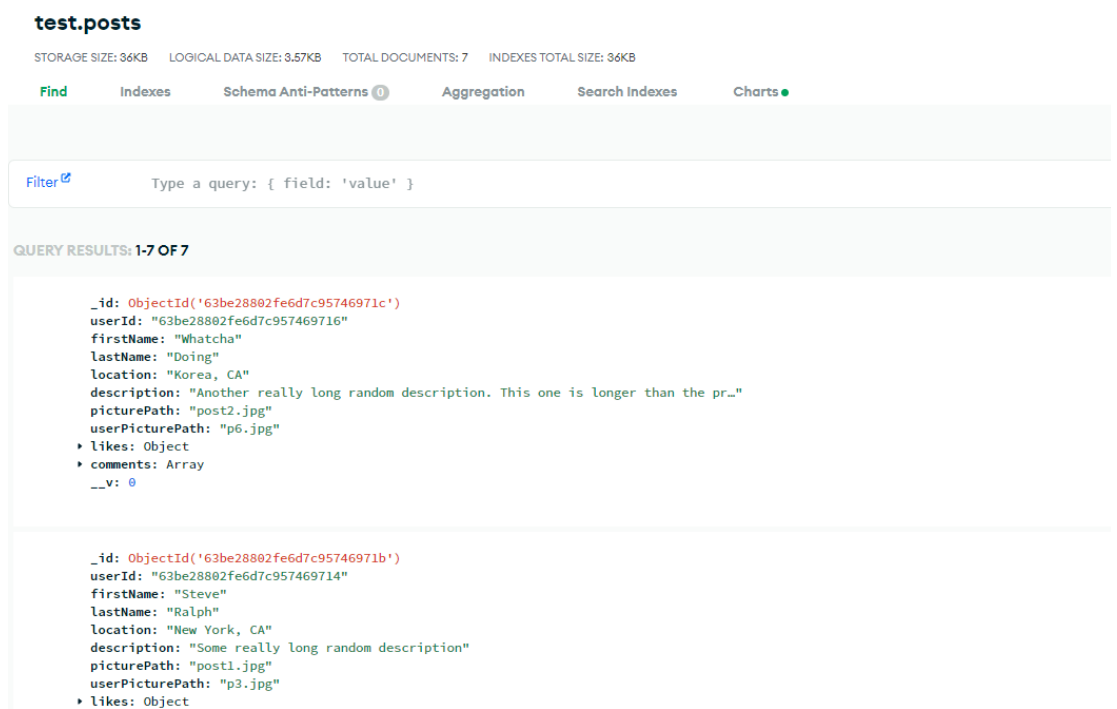 test.posts
STORAGE SIZE: 36KB LOGICAL DATA SIZE: 3.57KB TOTAL DOCUMENTS: 7 INDEXES TOTAL SIZE: 36KB
Find Indexes Schema Anti-Patterns 0 Aggregation Search Indexes Charts
Filter Type a query: { field: 'value' }
QUERY RESULTS: 1-7 OF 7
_id: ObjectId('63be28802fe6d7c95746971c')
userId: "63be28802fe6d7c957469716"
firstName: "Whatcha"
lastName: "Doing"
location: "Korea, CA"
description: "Another really long random description. This one is longer than the pr…"
picturePath: "post2.jpg"
userPicturePath: "p6.jpg"
likes: Object
comments: Array
__v: 0
_id: ObjectId('63be28802fe6d7c95746971b')
userId: "63be28802fe6d7c957469714"
firstName: "Steve"
lastName: "Ralph"
location: "New York, CA"
description: "Some really long random description"
picturePath: "post1.jpg"
userPicturePath: "p3.jpg"
likes: Object